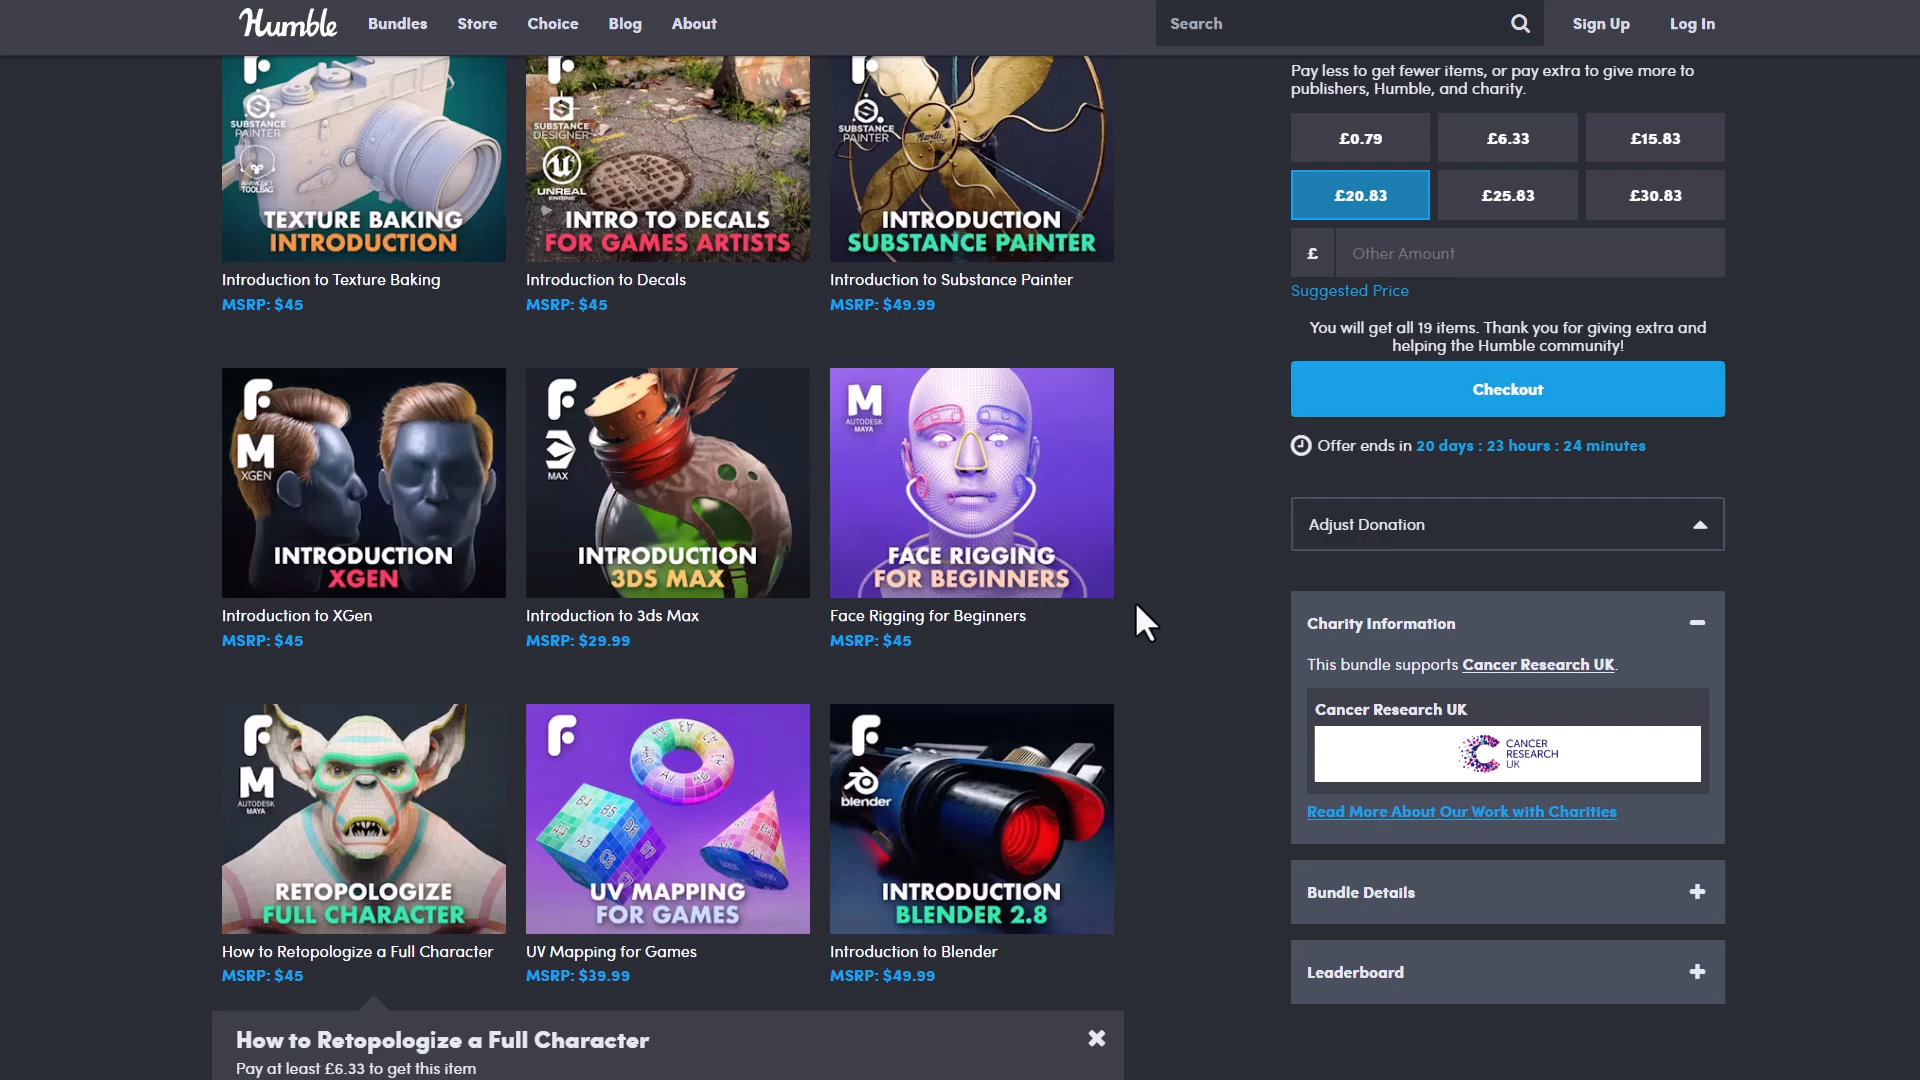 Humble
Bundles
Store
Choice
Blog
About
Search
Sign Up
Log In
SUBSTANCE
PAINTER
MARMOSET
TOOLBAG
TEXTURE BAKING
INTRODUCTION
Introduction to Texture Baking
MSRP: $45
SUBSTANCE
DESIGNER
UNREAL
ENGINE
INTRO TO DECALS
FOR GAMES ARTISTS
Introduction to Decals
MSRP: $45
SUBSTANCE
PAINTER
Marelli
INTRODUCTION
SUBSTANCE PAINTER
Introduction to Substance Painter
MSRP: $49.99
F
M
XGEN
INTRODUCTION
XGEN
Introduction to XGen
MSRP: $45
F
MAX
INTRODUCTION
3DS MAX
Introduction to 3ds Max
MSRP: $29.99
M
AUTODESK
MAYA
FACE RIGGING
FOR BEGINNERS
Face Rigging for Beginners
MSRP: $45
F
M
AUTODESK
MAYA
RETOPOLOGIZE
FULL CHARACTER
How to Retopologize a Full Character
MSRP: $45
F
B4
B5
A4
A5
UV MAPPING
FOR GAMES
UV Mapping for Games
MSRP: $39.99
F
blender
INTRODUCTION
BLENDER 2.8
Introduction to Blender
MSRP: $49.99
How to Retopologize a Full Character
Pay at least £6.33 to get this item
Pay less to get fewer items, or pay extra to give more to
publishers, Humble, and charity.
£0.79
£6.33
£15.83
£20.83
£25.83
£30.83
£
Other Amount
Suggested Price
You will get all 19 items. Thank you for giving extra and
helping the Humble community!
Checkout
Offer ends in 20 days : 23 hours : 24 minutes
Adjust Donation
Charity Information
This bundle supports Cancer Research UK.
Cancer Research UK
CANCER
RESEARCH
UK
Read More About Our Work with Charities
Bundle Details
Leaderboard